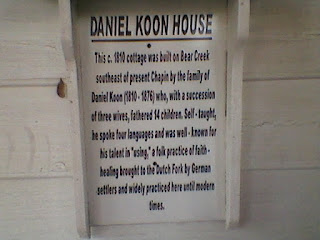 DANIEL KOON HOUSE
This c. 1810 cottage was built on Bear Creek
southeast of present Chapin by the family of
Daniel Koon (1810 - 1876) who, with a succession
of three wives, fathered 14 children. Self - taught,
he spoke four languages and was well - known for
his talent in "using," a folk practice of faith -
healing brought to the Dutch Fork by German
settlers and widely practiced here until modern
times.